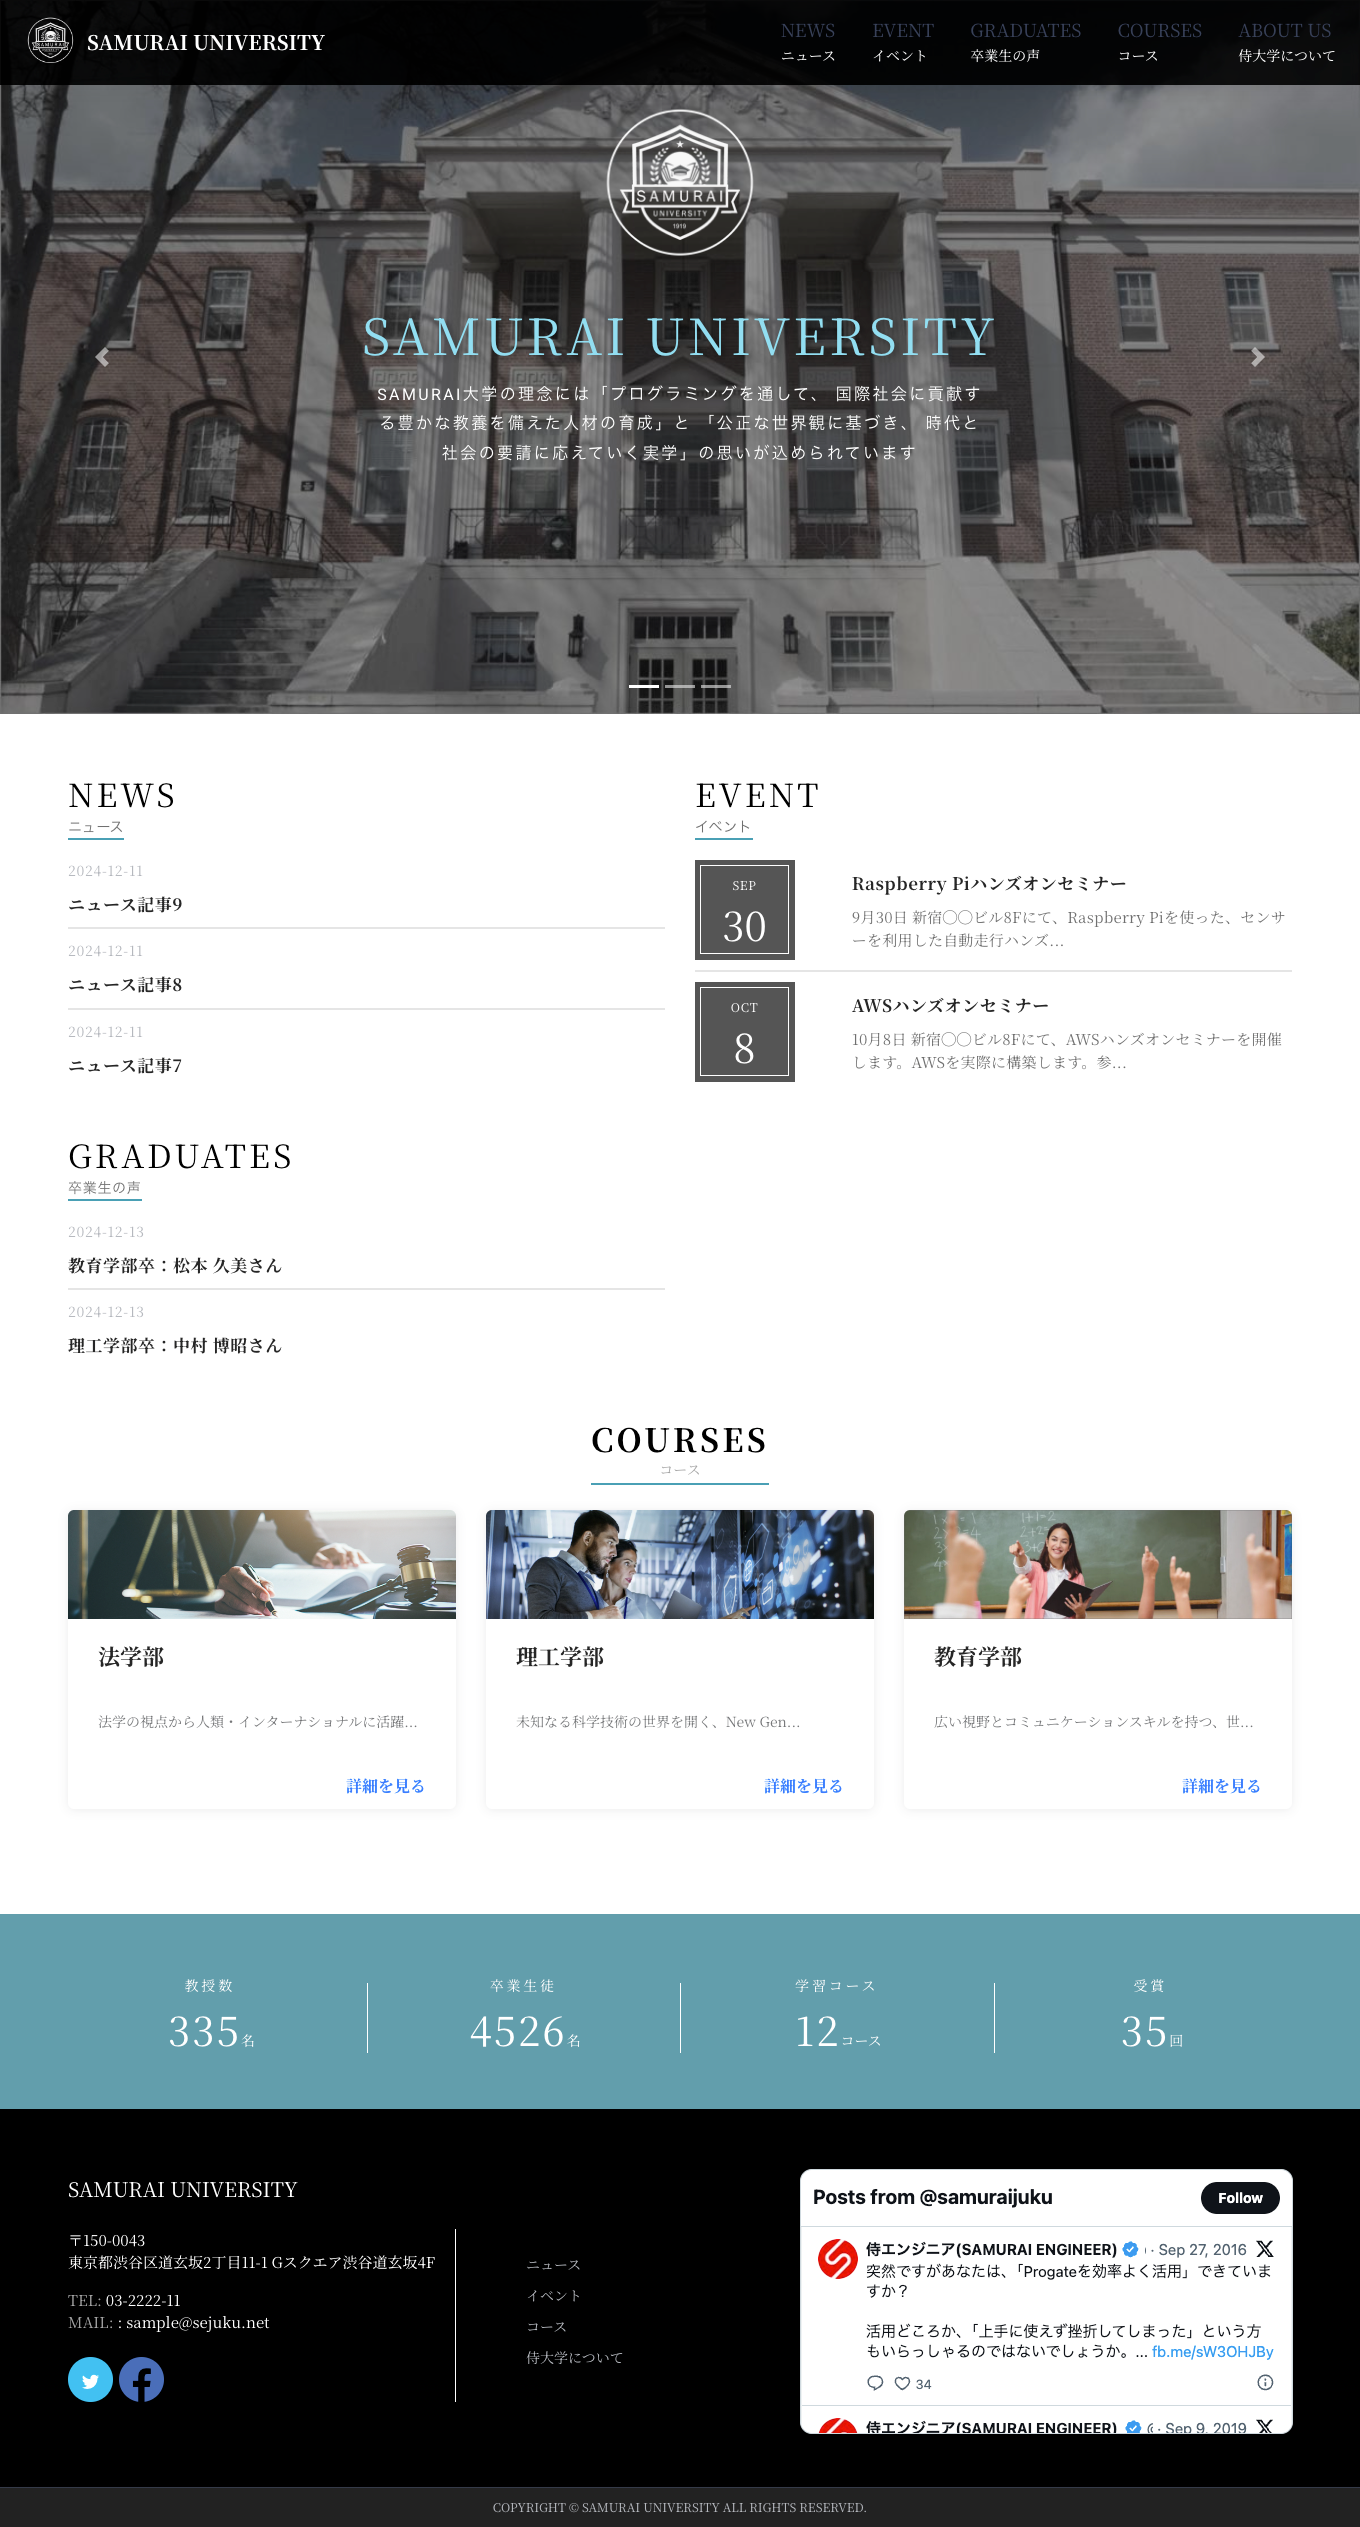 SAMURAI UNIVERSITY
NEWS
ニュース
EVENT
イベント
GRADUATES
卒業生の声
COURSES
コース
ABOUT US
侍大学について
SAMURAI
UNIVERSITY
1919
SAMURAI UNIVERSITY
SAMURAI大学の理念には「プログラミングを通して、 国際社会に貢献す
る豊かな教養を備えた人材の育成」と 「公正な世界観に基づき、 時代と
社会の要請に応えていく実学」の思いが込められています
NEWS
ニュース
2024-12-11
ニュース記事9
2024-12-11
ニュース記事8
2024-12-11
ニュース記事7
EVENT
イベント
SEP
30
Raspberry Piハンズオンセミナー
9月30日 新宿◯◯ビル8Fにて、Raspberry Piを使った、センサ
ーを利用した自動走行ハンズ...
OCT
8
AWSハンズオンセミナー
10月8日 新宿◯◯ビル8Fにて、AWSハンズオンセミナーを開催
します。AWSを実際に構築します。参...
GRADUATES
卒業生の声
2024-12-13
教育学部卒：松本 久美さん
2024-12-13
理工学部卒：中村 博昭さん
COURSES
コース
法学部
法学の視点から人類・インターナショナルに活躍...
詳細を見る
理工学部
未知なる科学技術の世界を開く、New Gen...
詳細を見る
教育学部
広い視野とコミュニケーションスキルを持つ、世...
詳細を見る
教授数
335名
卒業生徒
4526名
学習コース
12コース
受賞
35回
SAMURAI UNIVERSITY
〒150-0043
東京都渋谷区道玄坂2丁目11-1 Gスクエア渋谷道玄坂4F
TEL: 03-2222-11
MAIL: : sample@sejuku.net
ニュース
イベント
コース
侍大学について
Posts from @samuraijuku
Follow
侍エンジニア(SAMURAI ENGINEER) · Sep 27, 2016
突然ですがあなたは、「Progateを効率よく活用」できていま
すか？
活用どころか、「上手に使えず挫折してしまった」という方
もいらっしゃるのではないでしょうか。... fb.me/sW3OHJBy
34
侍エンジニア(SAMURAI ENGINEER) · Sep 9, 2019
COPYRIGHT © SAMURAI UNIVERSITY ALL RIGHTS RESERVED.